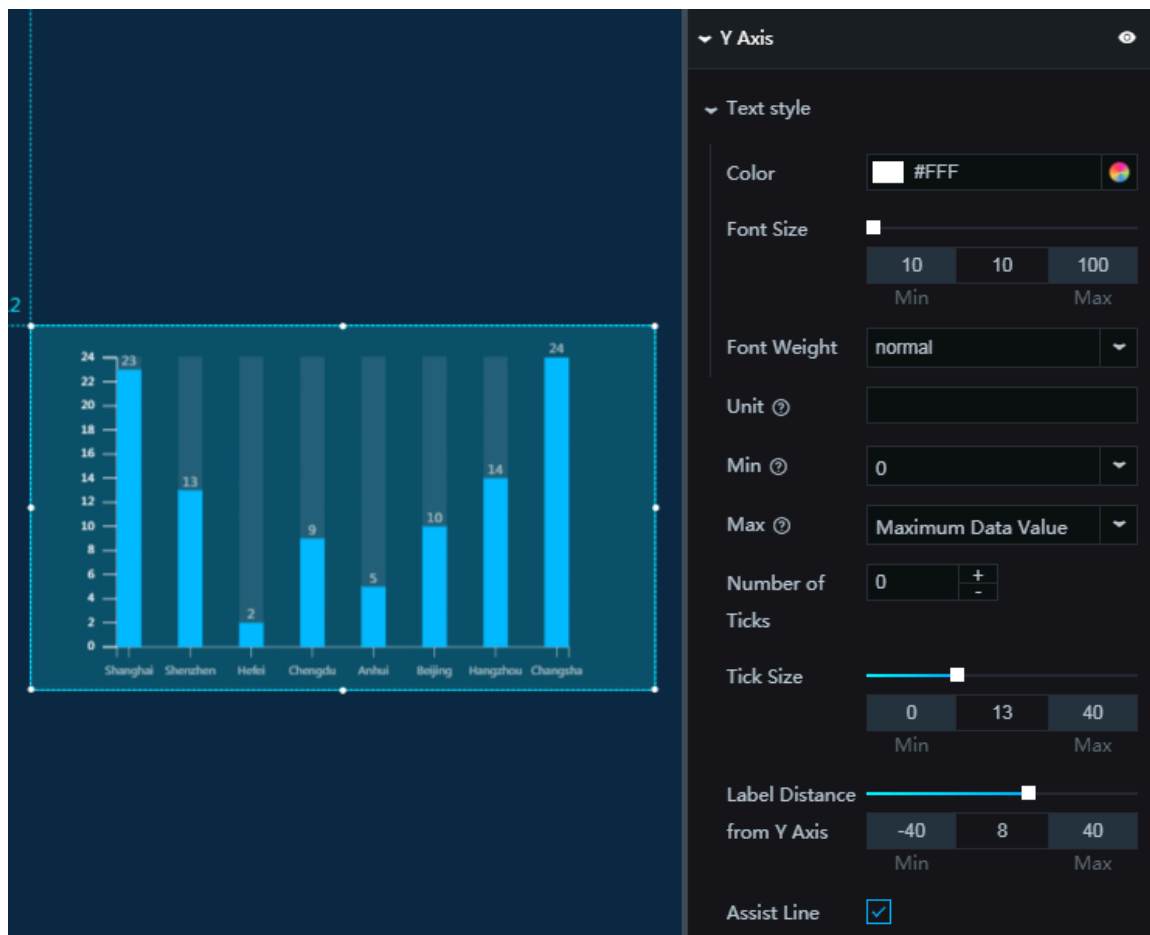 .2
24
23
22
20
18
16
14
12
10
8
6
4
2
0
13
2
9
5
10
14
24
Shanghai Shenzhen Hefei Chengdu Anhui Beijing Hangzhou Changsha
Y Axis
Text style
Color #FFF
Font Size
10 10 100
Min Max
Font Weight normal
Unit ?
Min ? 0
Max ? Maximum Data Value
Number of 0 + -
Ticks
Tick Size
0 13 40
Min Max
Label Distance
from Y Axis -40 8 40
Min Max
Assist Line